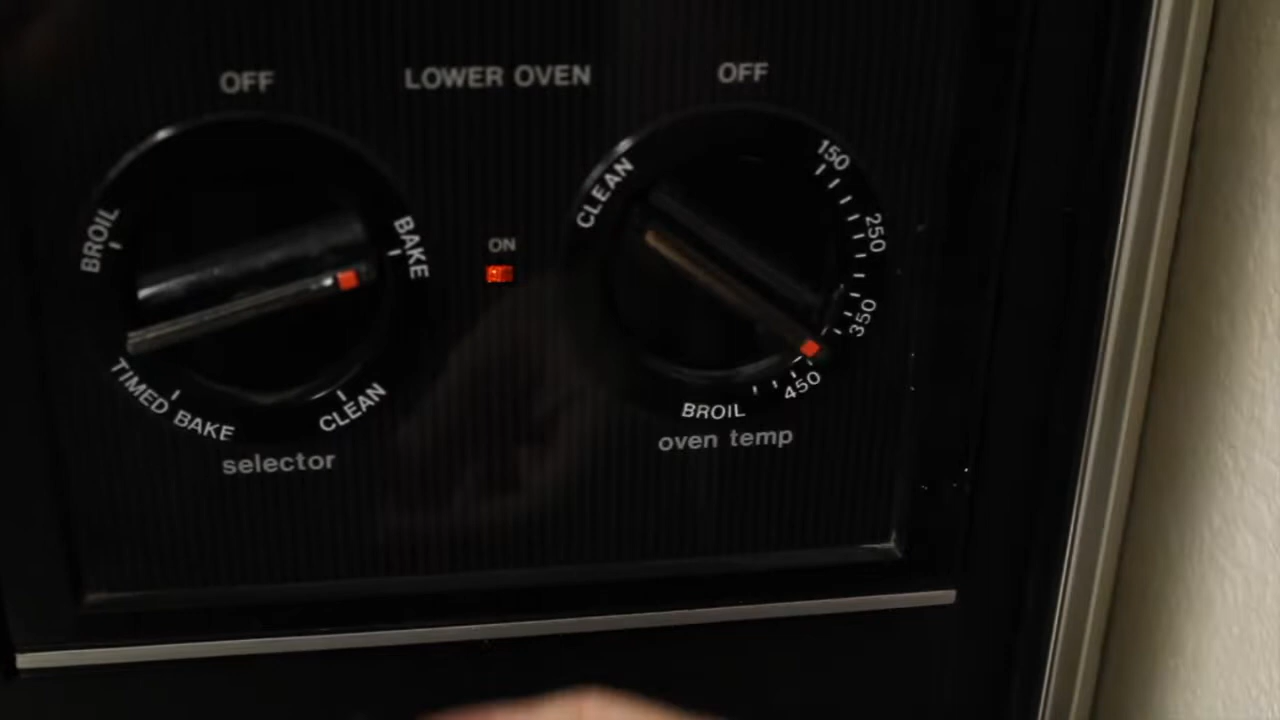 OFF
LOWER OVEN
OFF
BROIL
BAKE
TIMED BAKE
CLEAN
selector
ON
CLEAN
150
250
350
450
BROIL
oven temp